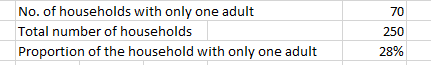 No. of households with only one adult 70
Total number of households 250
Proportion of the household with only one adult 28%